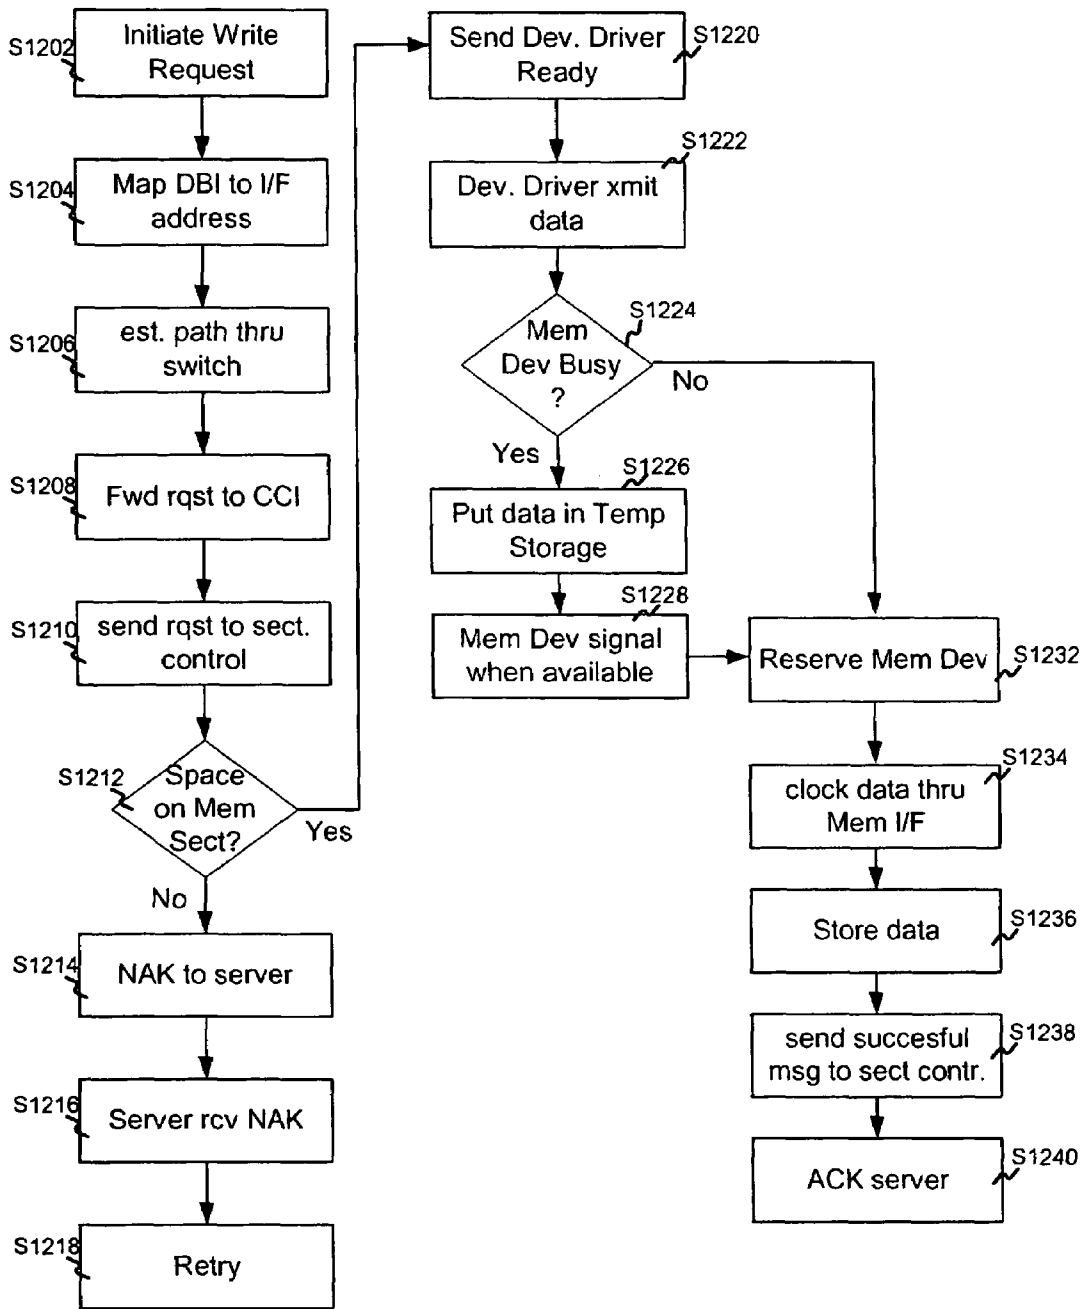 S1202
Initiate Write
Request
S1204
Map DBI to I/F
address
S1206
est. path thru
switch
S1208
Fwd rqst to CCI
S1210
send rqst to sect.
control
S1212
Space
on Mem
Sect?
Yes
No
S1214
NAK to server
S1216
Server rcv NAK
S1218
Retry
Send Dev. Driver
Ready
S1220
S1222
Dev. Driver xmit
data
S1224
Mem
Dev Busy
?
No
Yes
S1226
Put data in Temp
Storage
S1228
Mem Dev signal
when available
Reserve Mem Dev
S1232
S1234
clock data thru
Mem I/F
Store data
S1236
send succesful
msg to sect contr.
S1238
ACK server
S1240